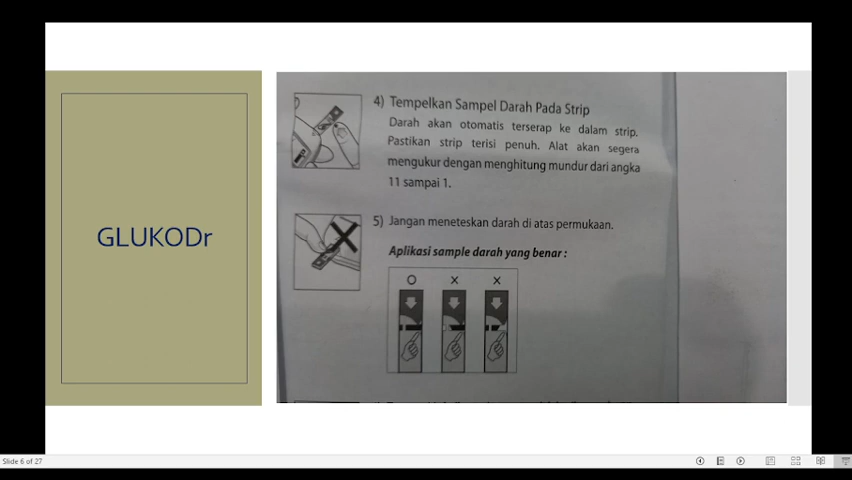 GLUKODr
4) Tempelkan Sampel Darah Pada Strip
Darah akan otomatis terserap ke dalam strip.
Pastikan strip terisi penuh. Alat akan segera
mengukur dengan menghitung mundur dari angka
11 sampai 1.
5) Jangan meneteskan darah di atas permukaan.
Aplikasi sample darah yang benar :
O X X
Slide 6 of 27